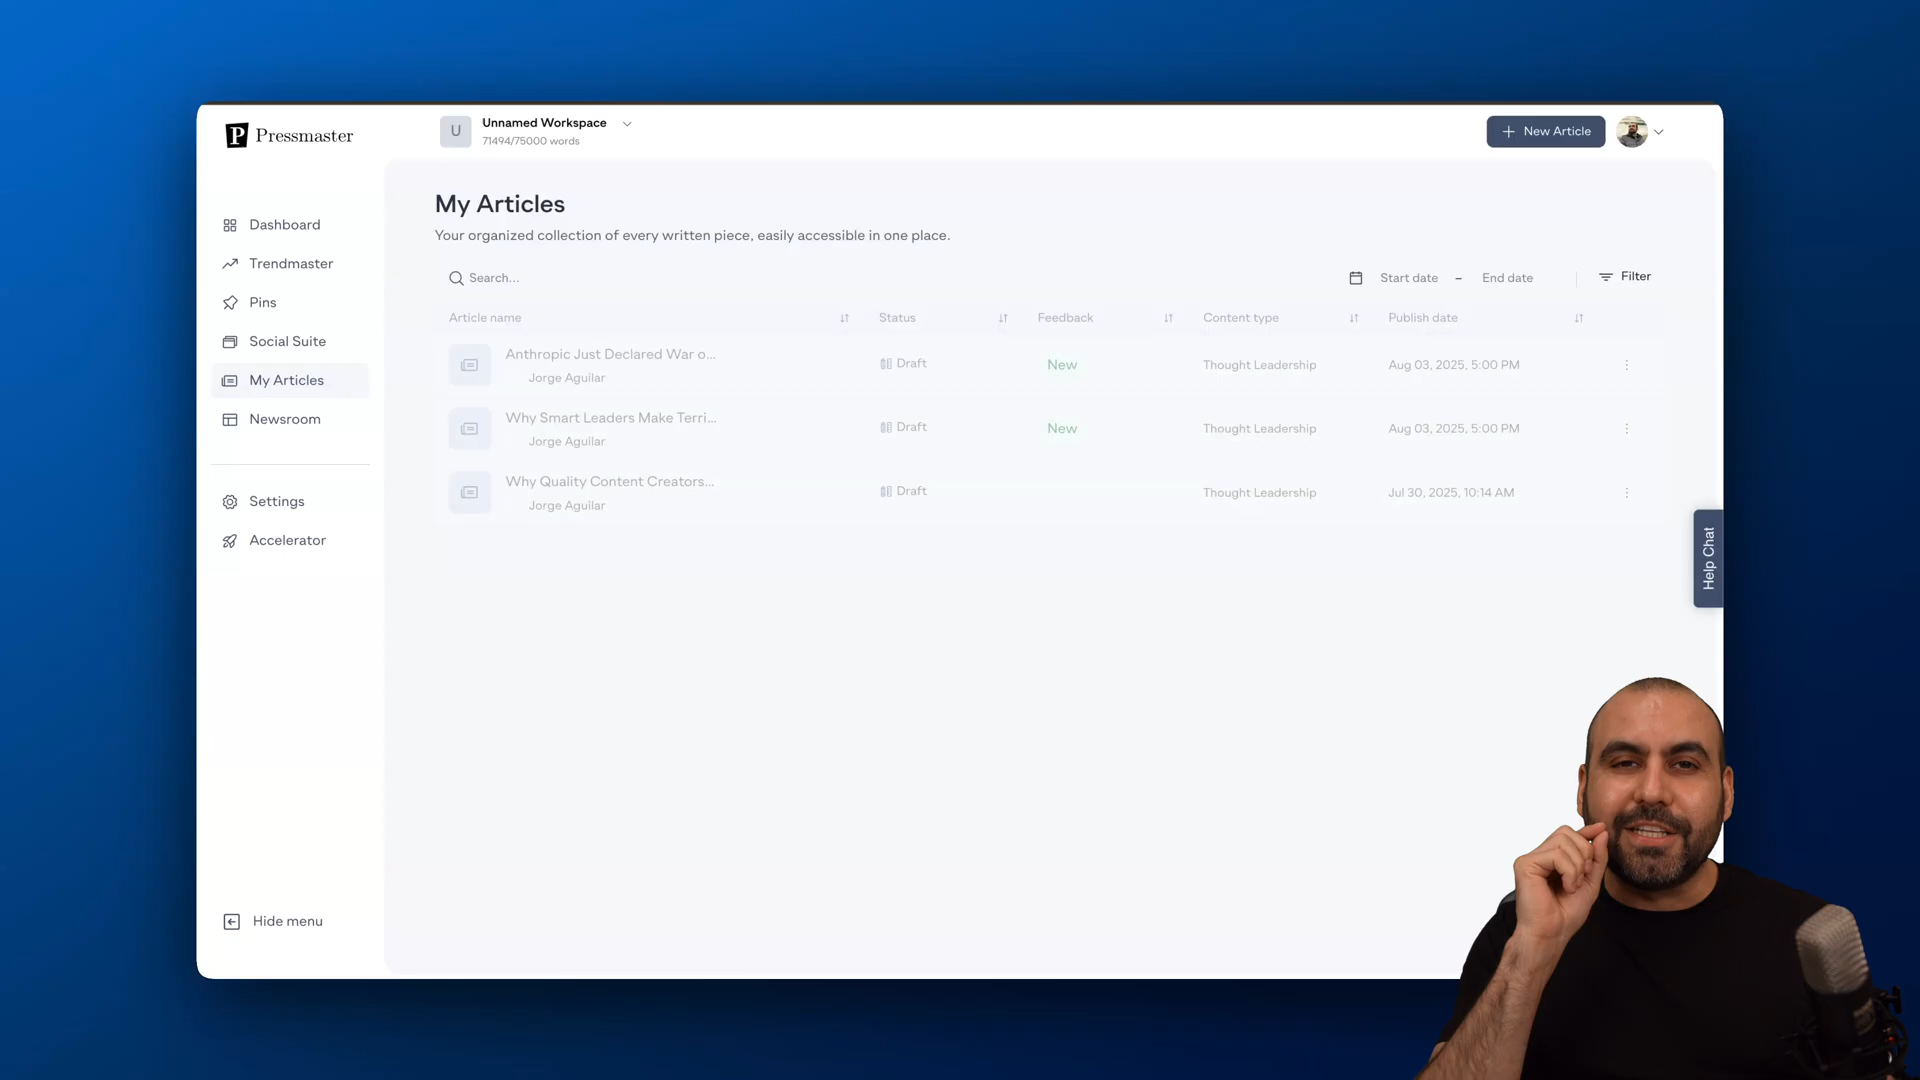 P Pressmaster
U
Unnamed Workspace
71494/75000 words
New Article
Dashboard
Trendmaster
Pins
Social Suite
My Articles
Newsroom
Settings
Accelerator
Hide menu
My Articles
Your organized collection of every written piece, easily accessible in one place.
Search...
Start date – End date
Filter
Article name Status Feedback Content type Publish date
Anthropic Just Declared War o...
Jorge Aguilar
Draft New Thought Leadership Aug 03, 2025, 5:00 PM
Why Smart Leaders Make Terri...
Jorge Aguilar
Draft New Thought Leadership Aug 03, 2025, 5:00 PM
Why Quality Content Creators...
Jorge Aguilar
Draft Thought Leadership Jul 30, 2025, 10:14 AM
Help Chat